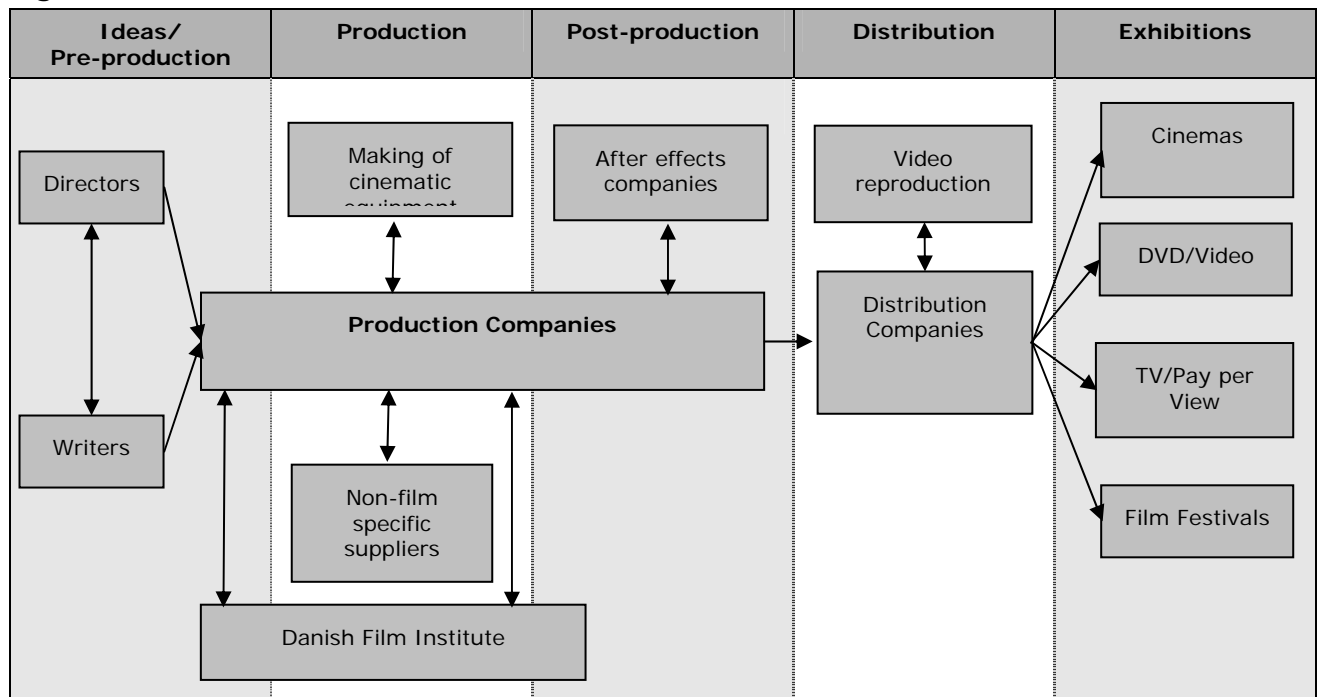 Ideas/
Pre-production
Production
Post-production
Distribution
Exhibitions
Directors
Writers
Making of
cinematic
equipment
After effects
companies
Video
reproduction
Production Companies
Distribution
Companies
Non-film
specific
suppliers
Danish Film Institute
Cinemas
DVD/Video
TV/Pay per
View
Film Festivals